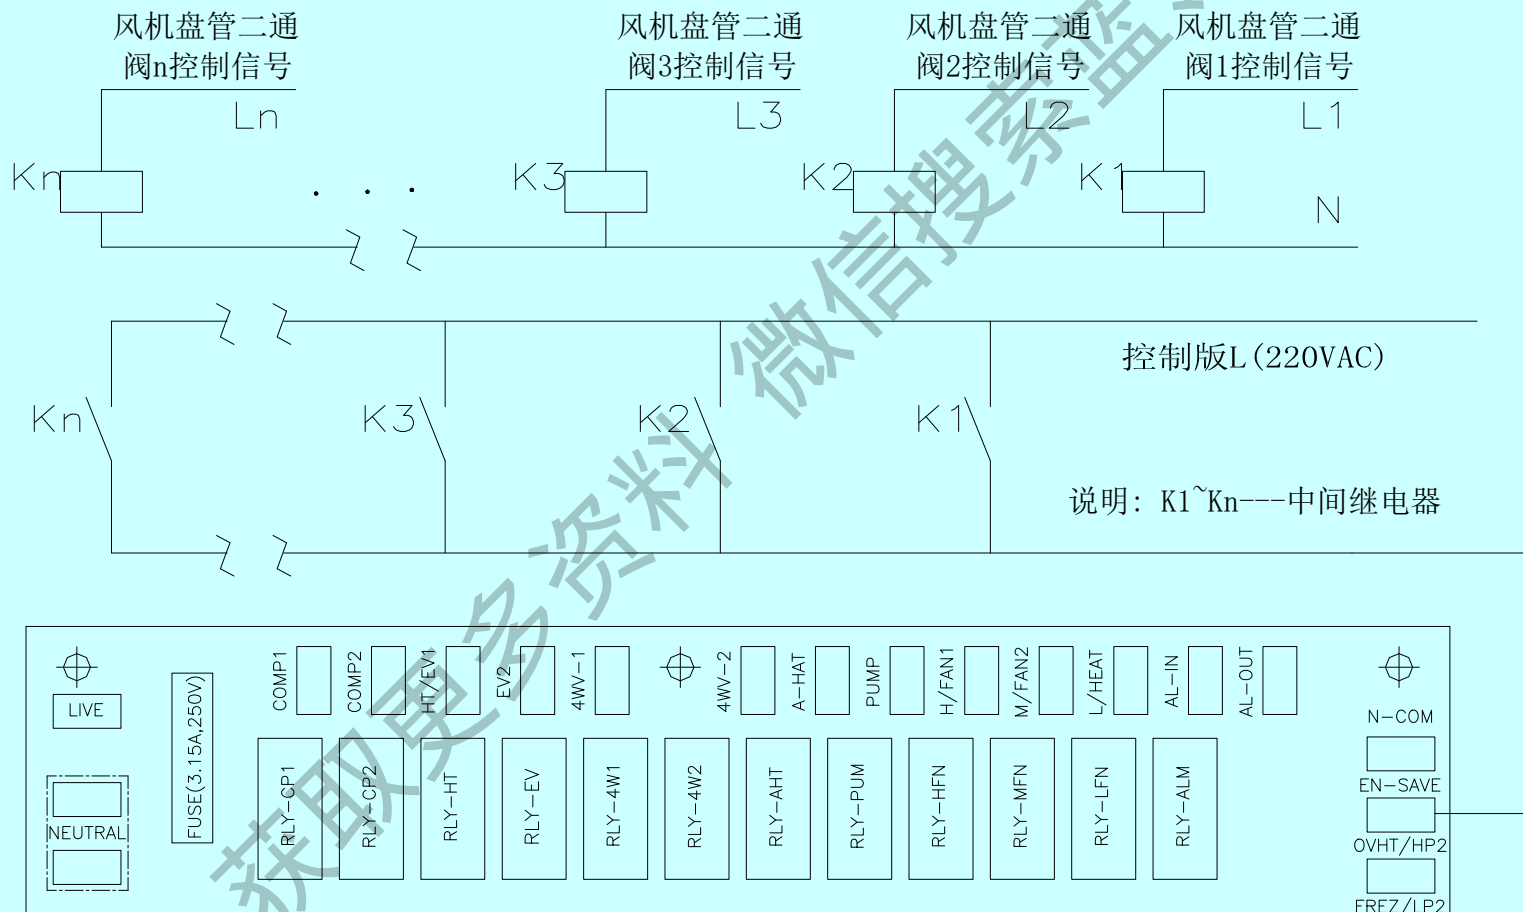 风机盘管二通
阀n控制信号
风机盘管二通
阀3控制信号
风机盘管二通
阀2控制信号
风机盘管二通
阀1控制信号
Ln
L3
L2
L1
Kn
K3
K2
K1
N
控制版L(220VAC)
Kn
K3
K2
K1
说明: K1~Kn---中间继电器
获取更多资料 微信搜索蓝
LIVE
NEUTRAL
FUSE(3.15A,250V)
COMP1
COMP2
HT/EV1
EV2
4WV-1
4WV-2
A-HAT
PUMP
H/FAN1
M/FAN2
L/HEAT
AL-IN
AL-OUT
RLY-CP1
RLY-CP2
RLY-HT
RLY-EV
RLY-4W1
RLY-4W2
RLY-AHT
RLY-PUM
RLY-HFN
RLY-MFN
RLY-LFN
RLY-ALM
N-COM
EN-SAVE
OVHT/HP2
FREZ/LP2